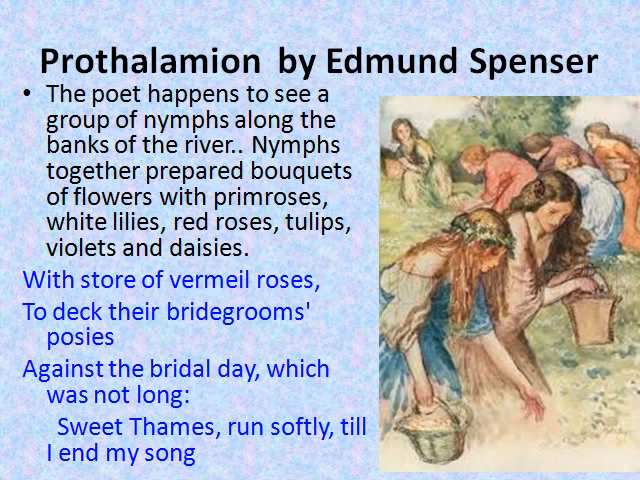 Prothalamion by Edmund Spenser
• The poet happens to see a
group of nymphs along the
banks of the river.. Nymphs
together prepared bouquets
of flowers with primroses,
white lilies, red roses, tulips,
violets and daisies.
With store of vermeil roses,
To deck their bridegrooms'
posies
Against the bridal day, which
was not long:
Sweet Thames, run softly, till
I end my song